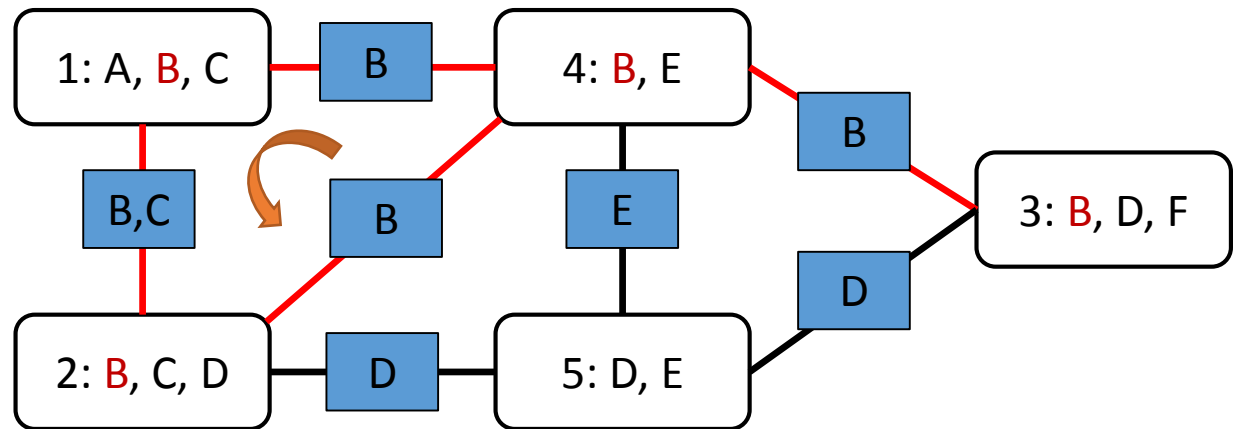 1: A, B, C
B
4: B, E
B
B,C
B
E
3: B, D, F
D
2: B, C, D
D
5: D, E